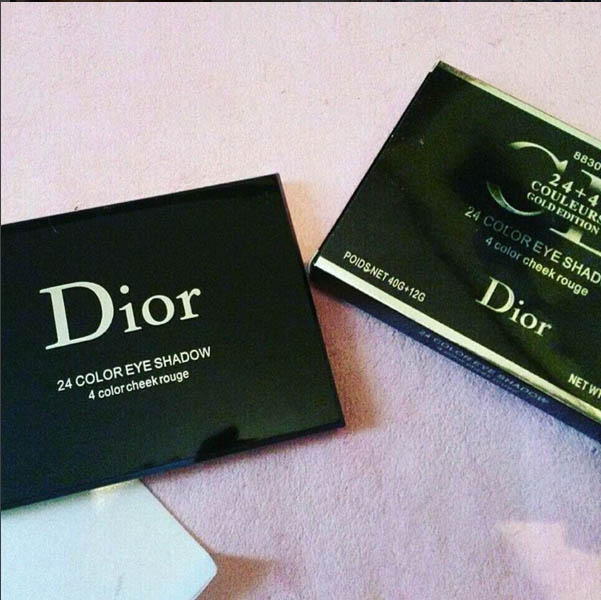 Dior
24 COLOR EYE SHADOW
4 color cheek rouge
8830
24+4
COULEURS
GOLD EDITION
24 COLOR EYE SHAD
4 color cheek rouge
POIDS-NET 40G+12G
Dior
NET W
24 COLOR EYE SHADOW